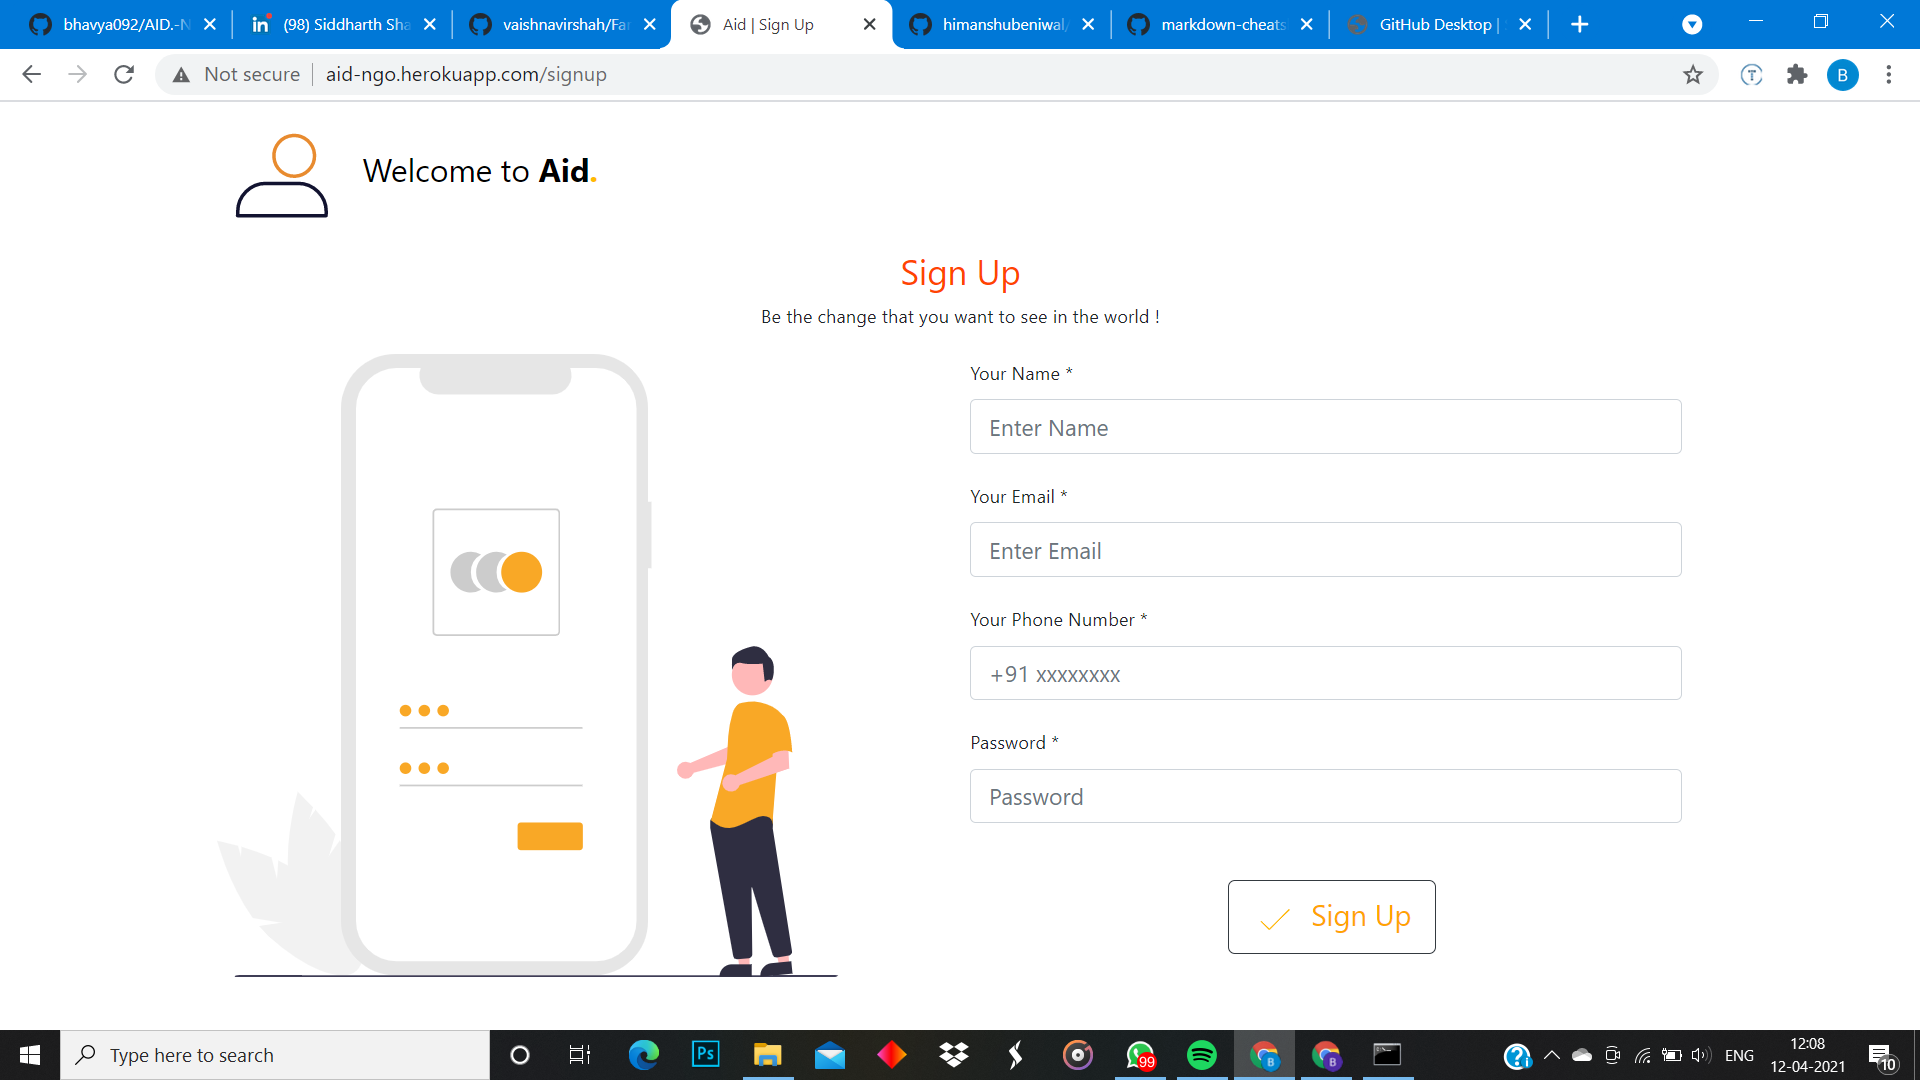 bhavya092/AID.-N
(98) Siddharth Sha
vaishnavirshah/Far
Aid | Sign Up
himanshubeniwal/
markdown-cheats
GitHub Desktop |
Not secure
aid-ngo.herokuapp.com/signup
B
Welcome to Aid.
Sign Up
Be the change that you want to see in the world !
Your Name *
Enter Name
Your Email *
Enter Email
Your Phone Number *
+91 xxxxxxxx
Password *
Password
Sign Up
Type here to search
Ps
99
B
B
ENG
12:08
12-04-2021
10